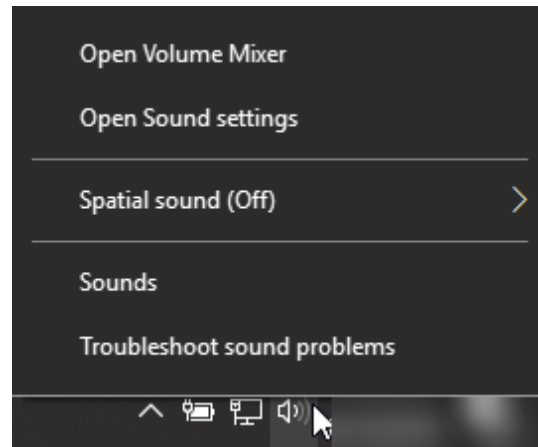 Open Volume Mixer
Open Sound settings
Spatial sound (Off)
Sounds
Troubleshoot sound problems